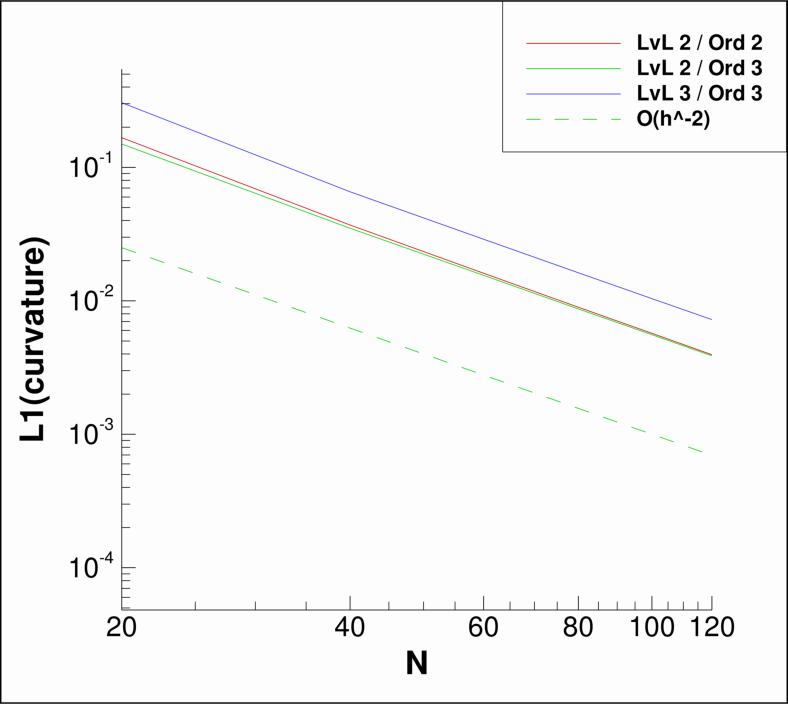 LvL 2 / Ord 2
LvL 2 / Ord 3
LvL 3 / Ord 3
O(h^-2)
L1(curvature)
10-1
10-2
10-3
10-4
20 40 60 80 100 120
N